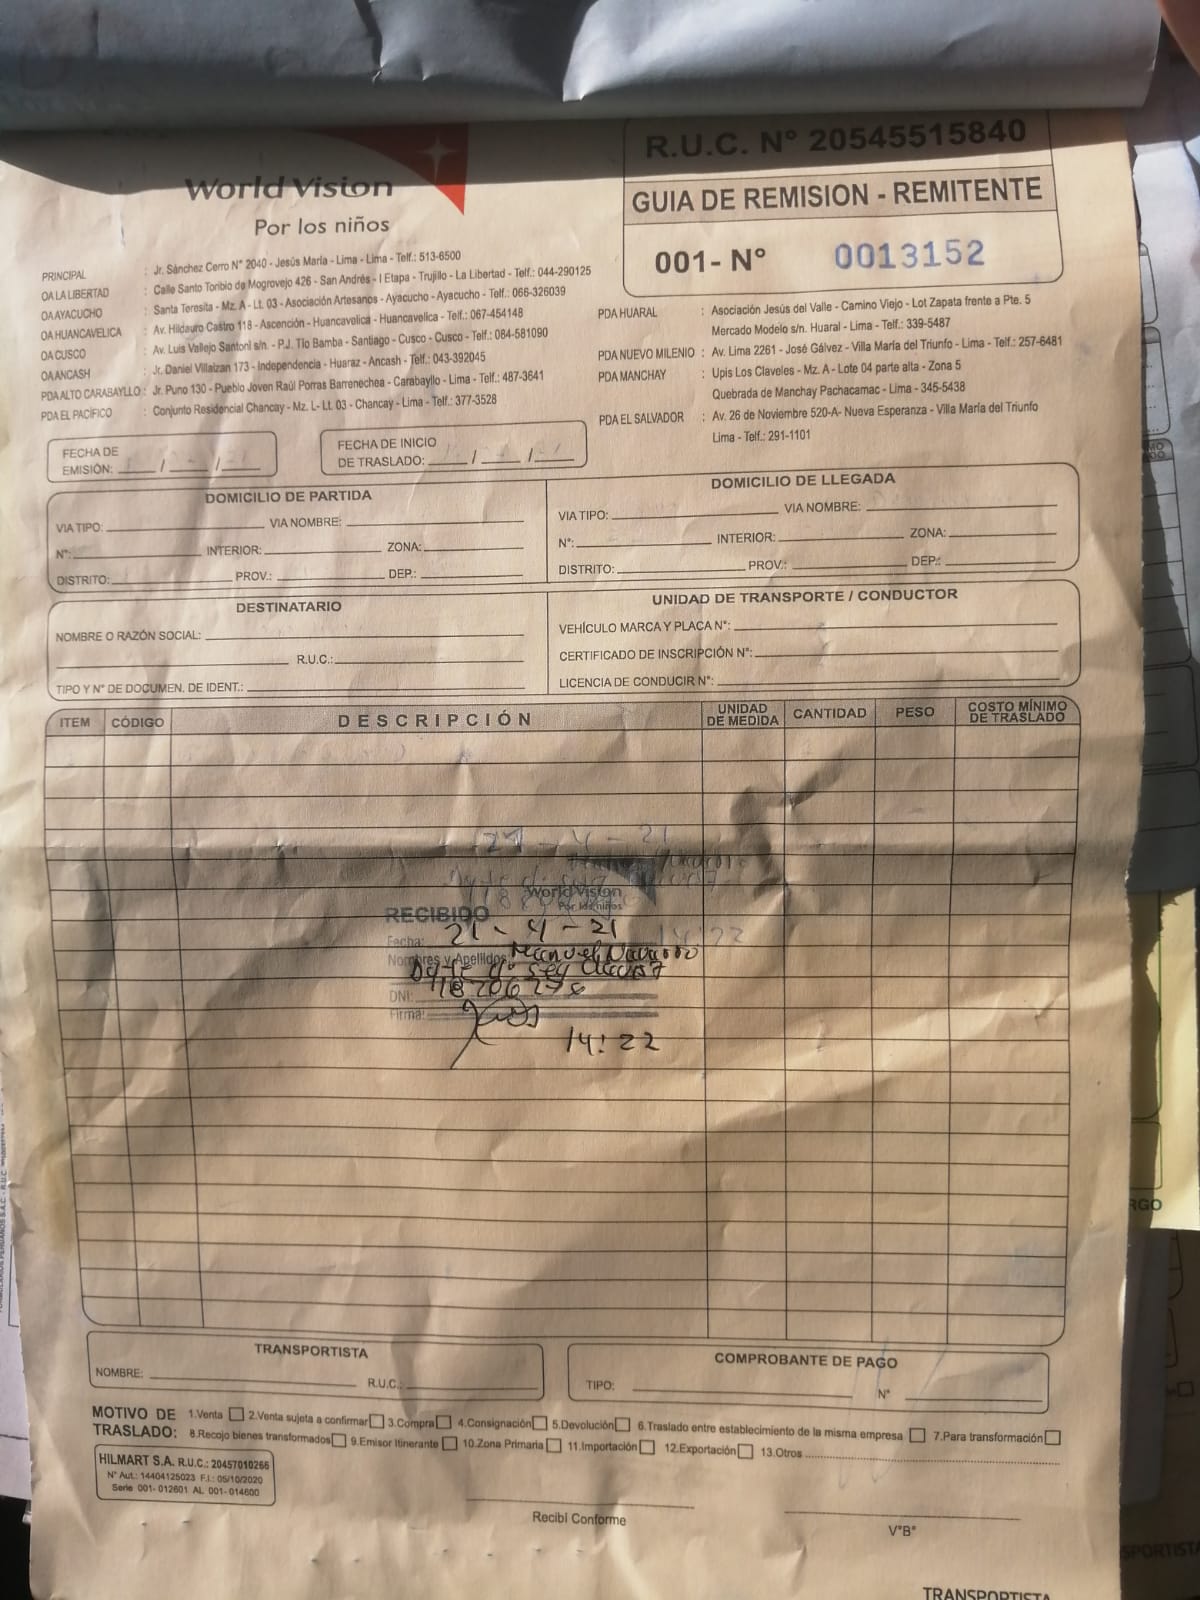 World Vision
Por los niños
R.U.C. N° 20545515840
GUIA DE REMISION - REMITENTE
001- N° 0013152
PRINCIPAL : Jr. Sánchez Cerro N° 2040 - Jesús María - Lima - Lima - Telf.: 513-6500
OA LA LIBERTAD : Calle Santo Toribio de Mogrovejo 426 - San Andrés - I Etapa - Trujillo - La Libertad - Telf.: 044-290125
OA AYACUCHO : Santa Teresita - Mz. A - Lt. 03 - Asociación Artesanos - Ayacucho - Ayacucho - Telf.: 066-326039
OA HUANCAVELICA : Av. Hildauro Castro 118 - Ascención - Huancavelica - Huancavelica - Telf.: 067-454148
OA CUSCO : Av. Luis Vallejo Santoni s/n. - P.J. Tío Bamba - Santiago - Cusco - Cusco - Telf.: 084-581090
OA ANCASH : Jr. Daniel Villaizan 173 - Independencia - Huaraz - Ancash - Telf.: 043-392045
PDA ALTO CARABAYLLO : Jr. Puno 130 - Pueblo Joven Raúl Porras Barrenechea - Carabayllo - Lima - Telf.: 487-3641
PDA EL PACÍFICO : Conjunto Residencial Chancay - Mz. L- Lt. 03 - Chancay - Lima - Telf.: 377-3528
PDA HUARAL : Asociación Jesús del Valle - Camino Viejo - Lot Zapata frente a Pte. 5
Mercado Modelo s/n. Huaral - Lima - Telf.: 339-5487
PDA NUEVO MILENIO : Av. Lima 2261 - José Gálvez - Villa María del Triunfo - Lima - Telf.: 257-6481
PDA MANCHAY : Upis Los Claveles - Mz. A - Lote 04 parte alta - Zona 5
Quebrada de Manchay Pachacamac - Lima - 345-5438
PDA EL SALVADOR : Av. 26 de Noviembre 520-A- Nueva Esperanza - Villa María del Triunfo
Lima - Telf.: 291-1101
FECHA DE
EMISIÓN: / /
FECHA DE INICIO
DE TRASLADO: / /
DOMICILIO DE PARTIDA
VIA TIPO: VIA NOMBRE:
N°: INTERIOR: ZONA:
DISTRITO: PROV.: DEP.:
DOMICILIO DE LLEGADA
VIA TIPO: VIA NOMBRE:
N°: INTERIOR: ZONA:
DISTRITO: PROV.: DEP.:
DESTINATARIO
NOMBRE O RAZÓN SOCIAL:
R.U.C.:
TIPO Y N° DE DOCUMEN. DE IDENT.:
UNIDAD DE TRANSPORTE / CONDUCTOR
VEHÍCULO MARCA Y PLACA N°:
CERTIFICADO DE INSCRIPCIÓN N°:
LICENCIA DE CONDUCIR N°:
ITEM CÓDIGO DESCRIPCIÓN UNIDAD DE MEDIDA CANTIDAD PESO COSTO MÍNIMO DE TRASLADO
World Vision
Por los niños
RECIBIDO
Fecha: 21 - 4 - 21
Nombres y Apellidos: Manuel Navarro
DNI:
Firma:
14:22
TRANSPORTISTA
NOMBRE:
R.U.C.:
COMPROBANTE DE PAGO
TIPO: N°
MOTIVO DE TRASLADO: 1.Venta 2.Venta sujeta a confirmar 3.Compra 4.Consignación 5.Devolución 6.Traslado entre establecimiento de la misma empresa 7.Para transformación
8.Recojo bienes transformados 9.Emisor Itinerante 10.Zona Primaria 11.Importación 12.Exportación 13.Otros
HILMART S.A. R.U.C.: 20457010266
N° Aut.: 14404125023 F.I.: 05/10/2020
Serie 001- 012601 AL 001- 014600
Recibí Conforme
V°B°
TRANSPORTISTA